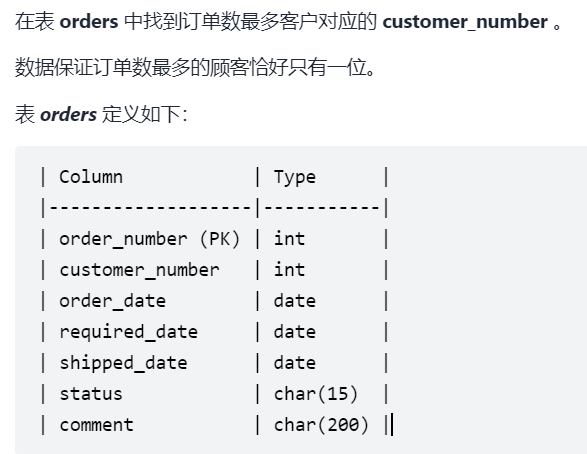 在表 orders 中找到订单数最多客户对应的 customer_number 。
数据保证订单数最多的顾客恰好只有一位。
表 orders 定义如下：
| Column            | Type      |
|-------------------|-----------|
| order_number (PK) | int       |
| customer_number   | int       |
| order_date        | date      |
| required_date     | date      |
| shipped_date      | date      |
| status            | char(15)  |
| comment           | char(200) |